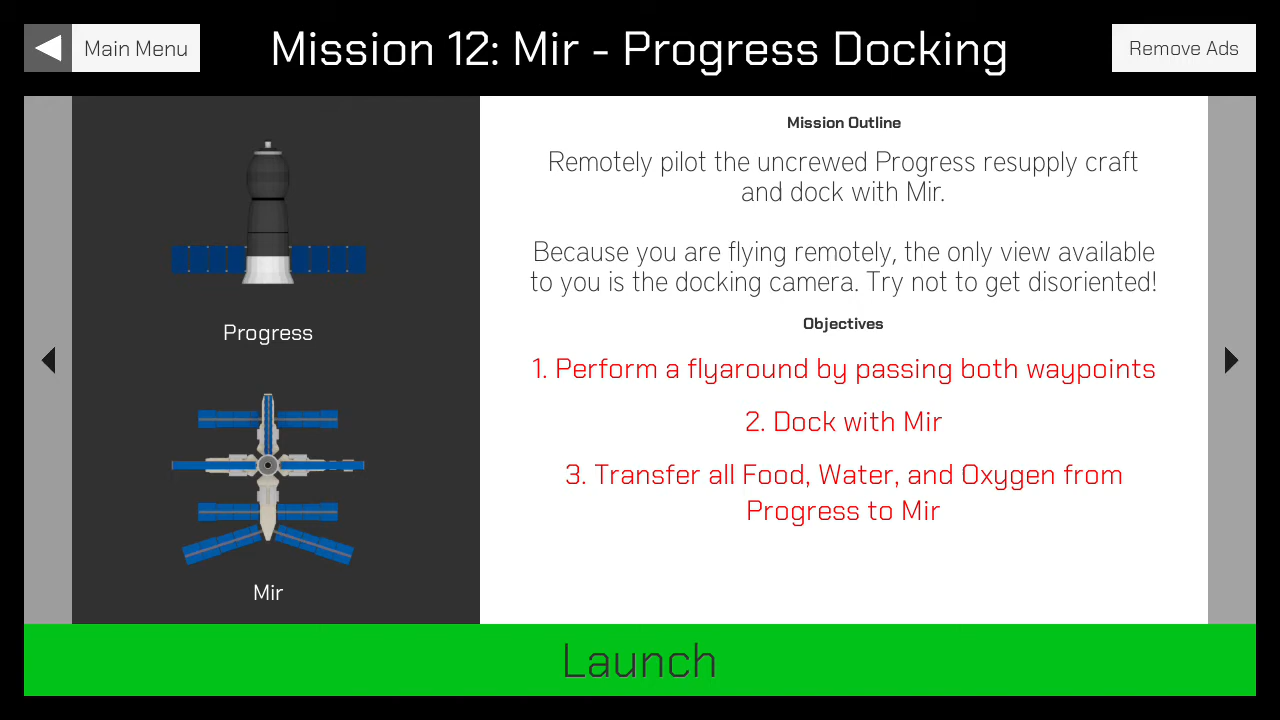 Main Menu
Mission 12: Mir - Progress Docking
Remove Ads
Progress
Mir
Mission Outline
Remotely pilot the uncrewed Progress resupply craft
and dock with Mir.
Because you are flying remotely, the only view available
to you is the docking camera. Try not to get disoriented!
Objectives
1. Perform a flyaround by passing both waypoints
2. Dock with Mir
3. Transfer all Food, Water, and Oxygen from
Progress to Mir
Launch